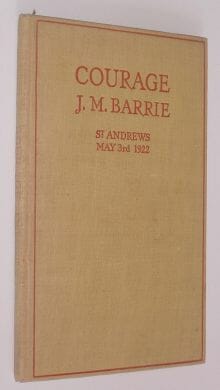 COURAGE
J. M. BARRIE
St ANDREWS
MAY 3rd 1922